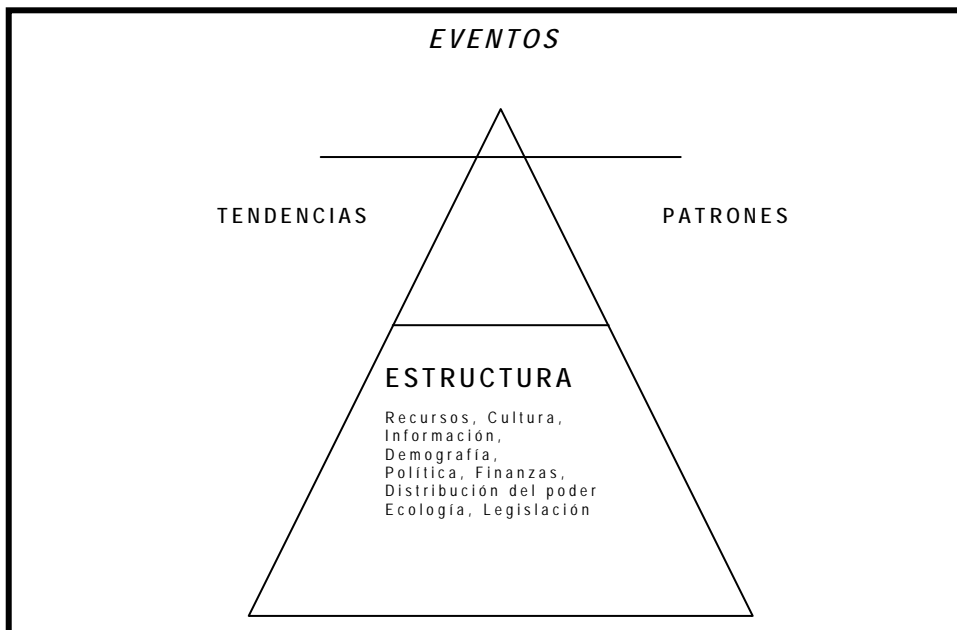 EVENTOS
TENDENCIAS
PATRONES
ESTRUCTURA
Recursos, Cultura,
Información,
Demografía,
Política, Finanzas,
Distribución del poder
Ecología, Legislación